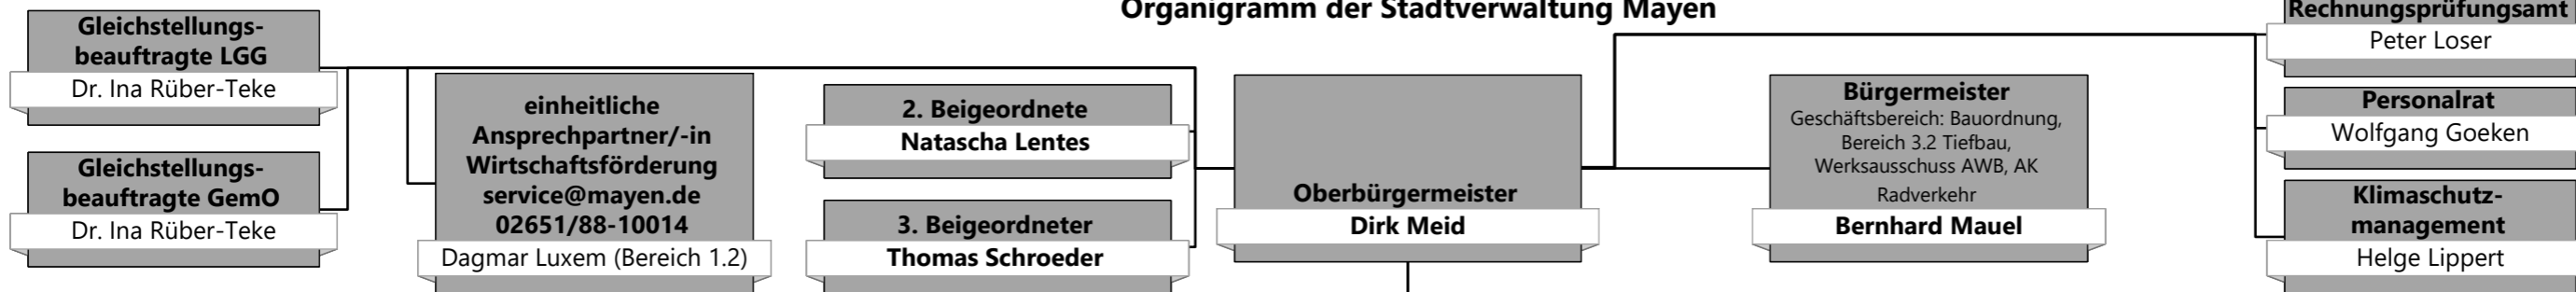 Organigramm der Stadtverwaltung Mayen
Gleichstellungs-
beauftragte LGG
Dr. Ina Rüber-Teke
Gleichstellungs-
beauftragte GemO
Dr. Ina Rüber-Teke
einheitliche
Ansprechpartner/-in
Wirtschaftsförderung
service@mayen.de
02651/88-10014
Dagmar Luxem (Bereich 1.2)
2. Beigeordnete
Natascha Lentes
3. Beigeordneter
Thomas Schroeder
Oberbürgermeister
Dirk Meid
Bürgermeister
Geschäftsbereich: Bauordnung,
Bereich 3.2 Tiefbau,
Werksausschuss AWB, AK
Radverkehr
Bernhard Mauel
Rechnungsprüfungsamt
Peter Loser
Personalrat
Wolfgang Goeken
Klimaschutz-
management
Helge Lippert